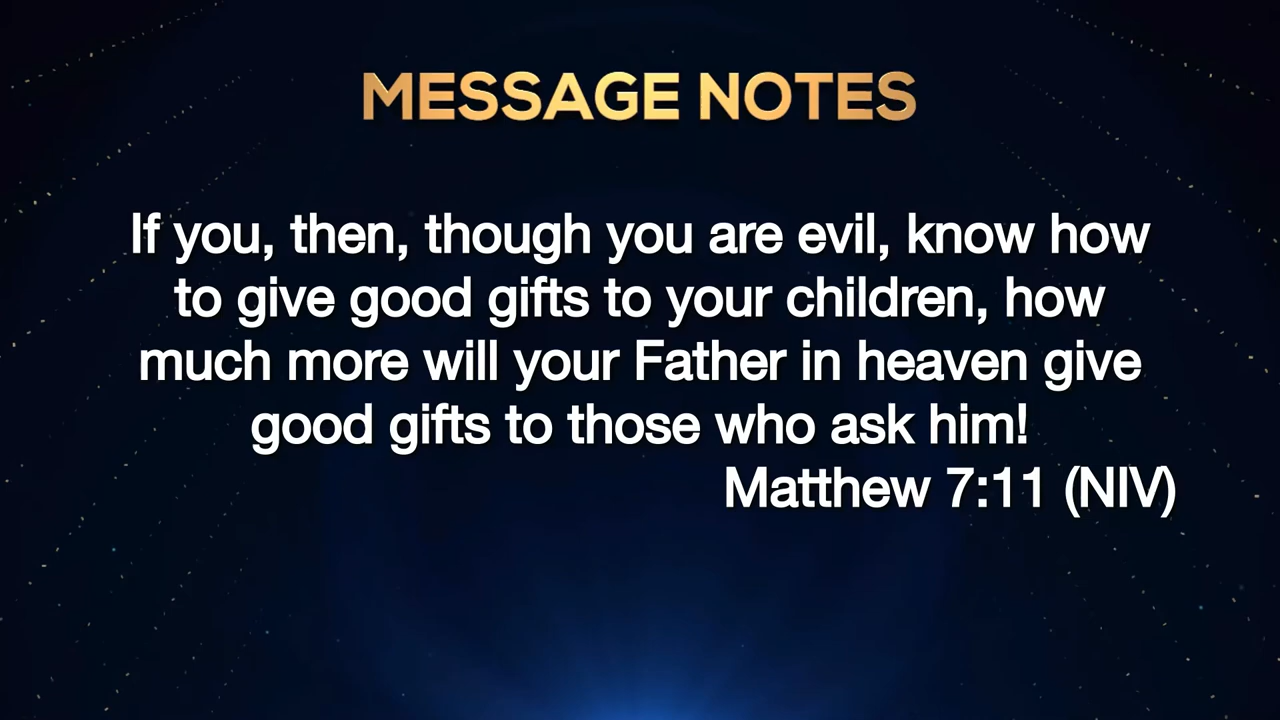 MESSAGE NOTES
If you, then, though you are evil, know how
to give good gifts to your children, how
much more will your Father in heaven give
good gifts to those who ask him!
Matthew 7:11 (NIV)